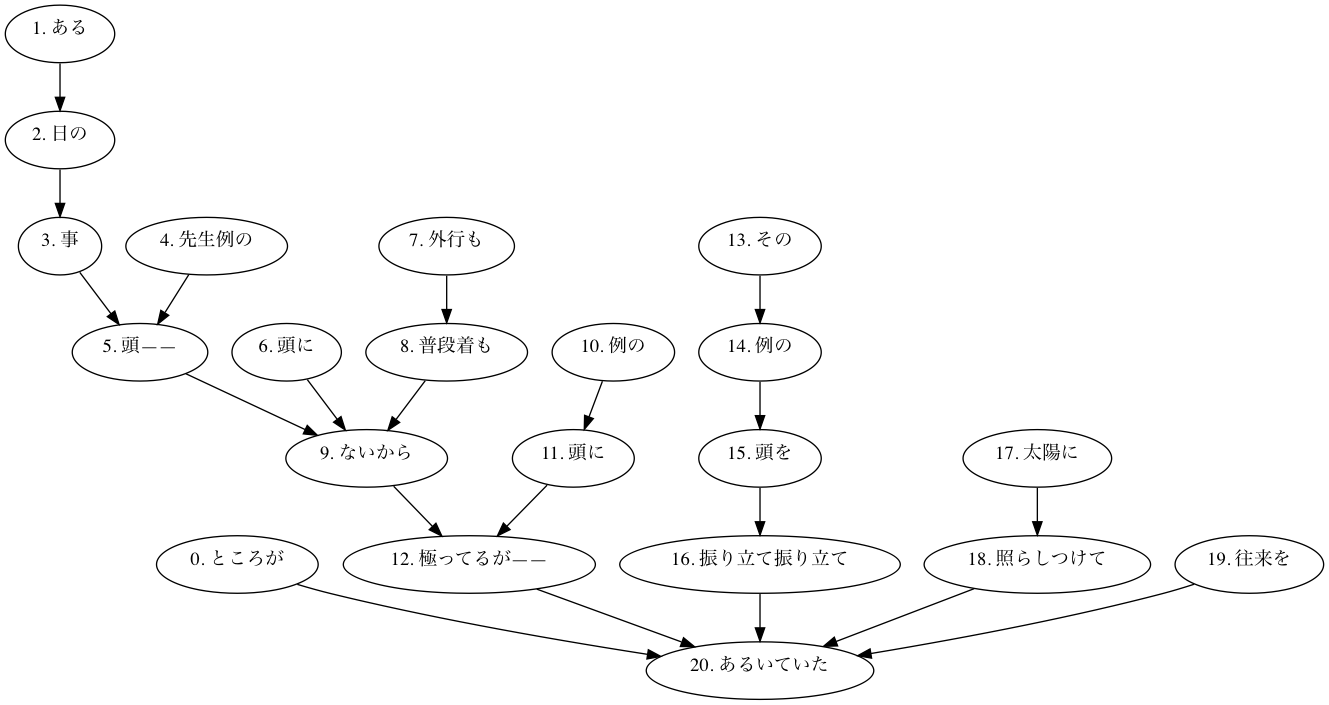 1. ある
2. 日の
3. 事
4. 先生例の
7. 外行も
13. その
5. 頭――
6. 頭に
8. 普段着も
10. 例の
14. 例の
9. ないから
11. 頭に
15. 頭を
17. 太陽に
0. ところが
12. 極ってるが――
16. 振り立て振り立て
18. 照らしつけて
19. 往来を
20. あるいていた